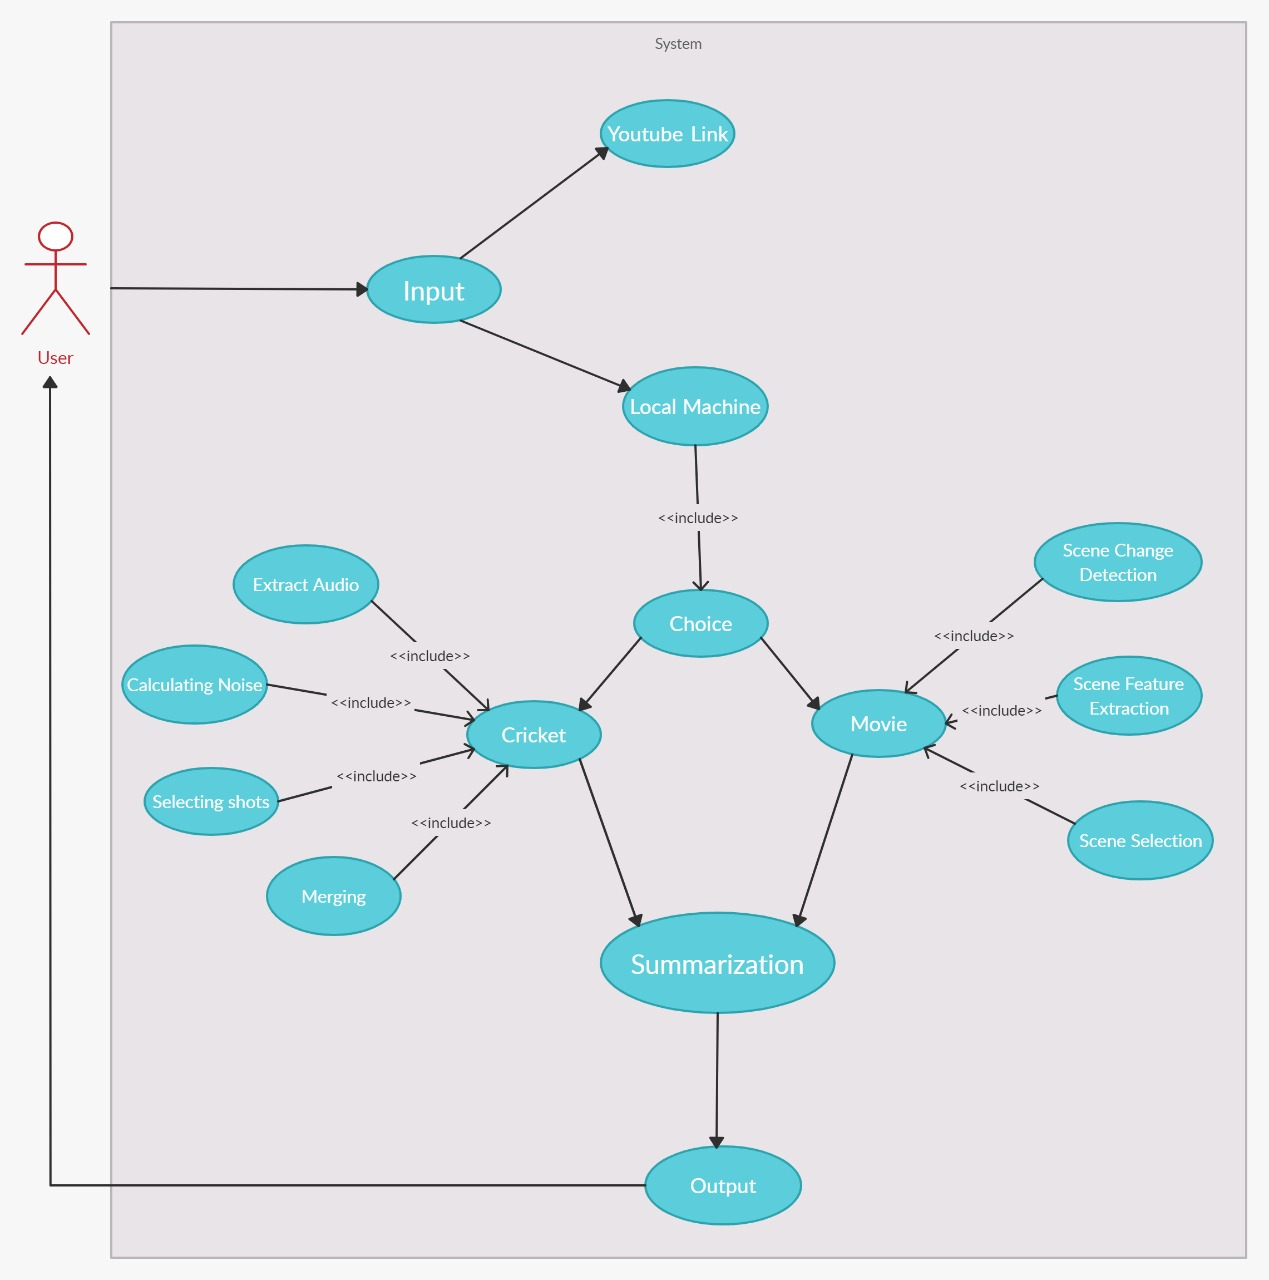 System
Youtube Link
Input
User
Local Machine
<<include>>
Choice
Extract Audio
<<include>>
Calculating Noise
<<include>>
Cricket
Selecting shots
<<include>>
Merging
<<include>>
Scene Change
Detection
<<include>>
Scene Feature
Extraction
<<include>>
Movie
<<include>>
Scene Selection
Summarization
Output